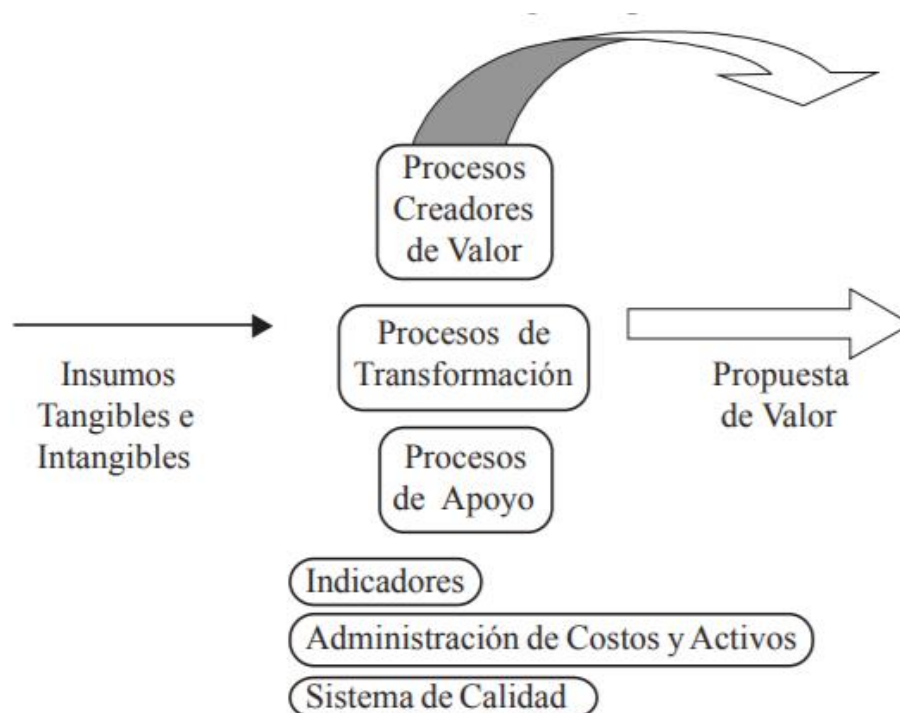 Procesos
Creadores
de Valor
Procesos de
Transformación
Insumos
Tangibles e
Intangibles
Propuesta
de Valor
Procesos
de Apoyo
Indicadores
Administración de Costos y Activos
Sistema de Calidad